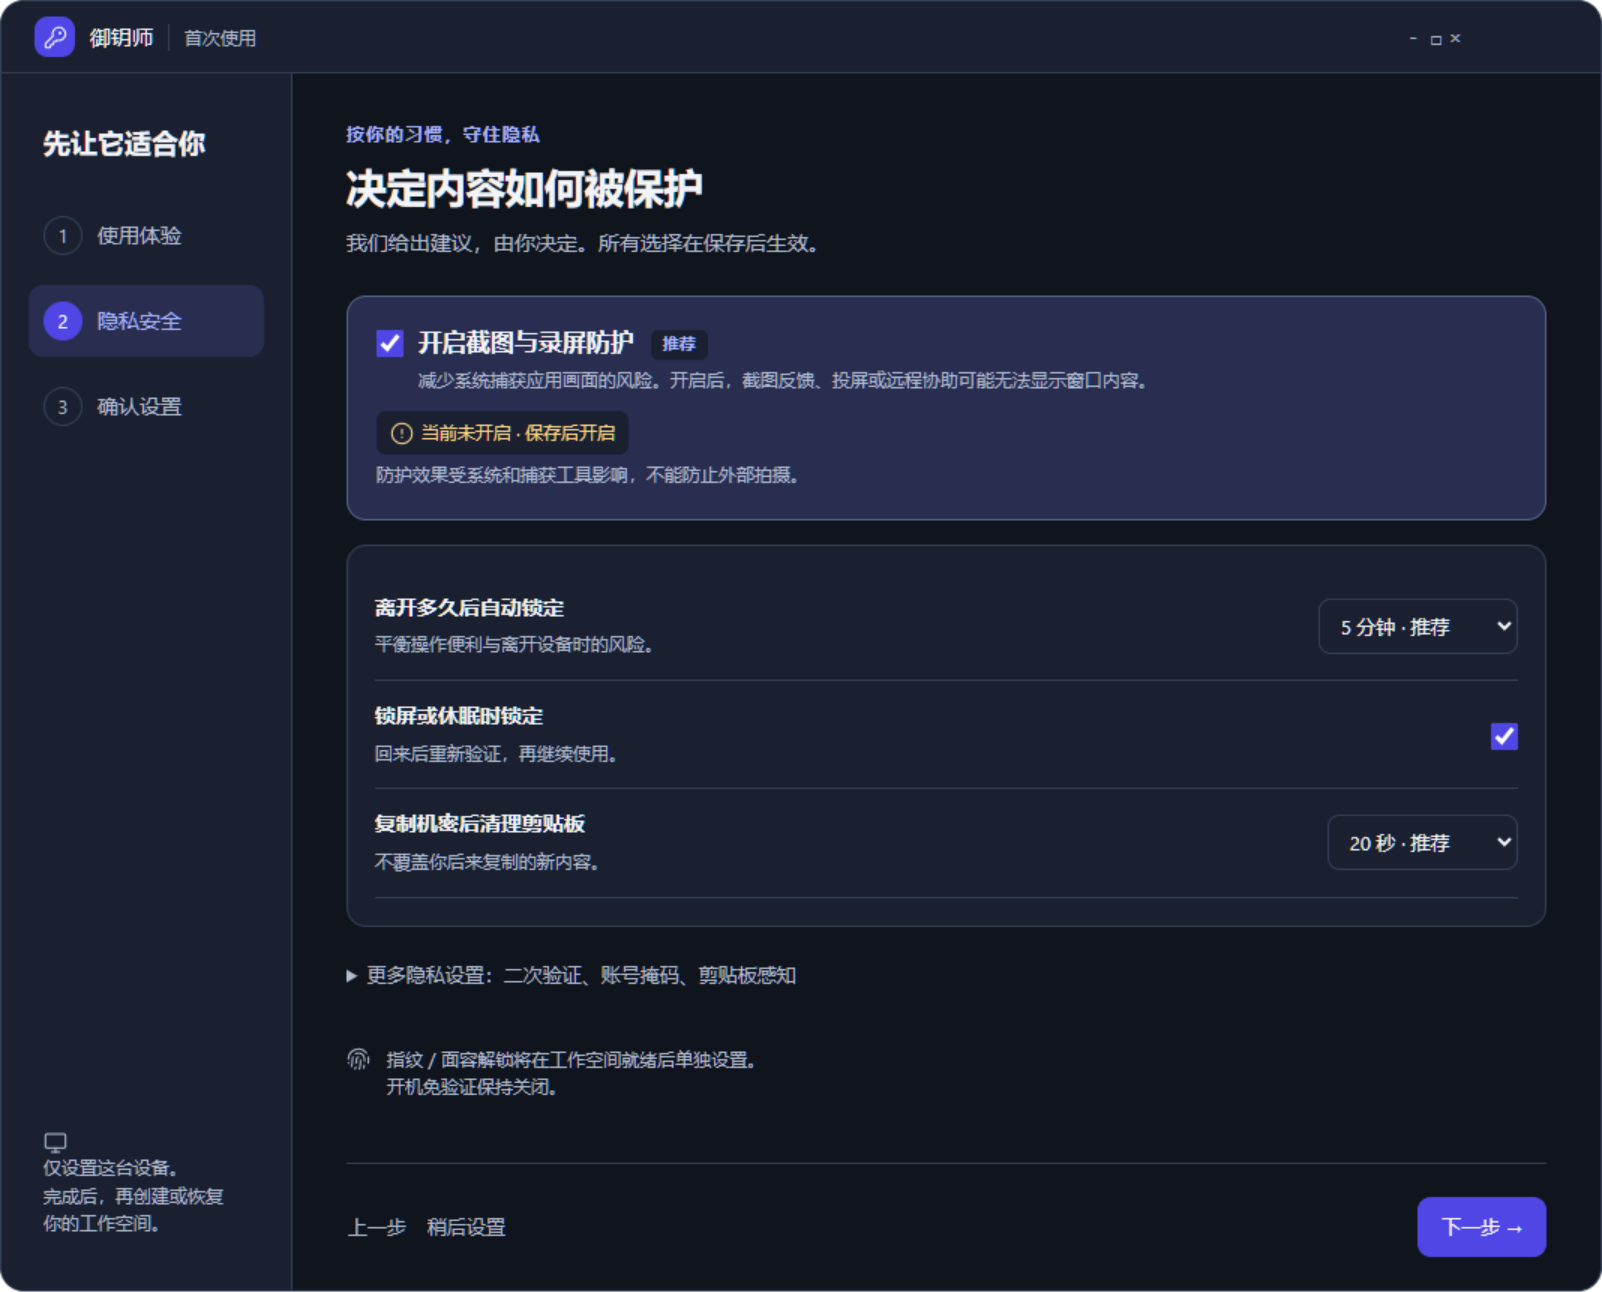 御钥师
首次使用
先让它适合你
1 使用体验
2 隐私安全
3 确认设置
仅设置这台设备。
完成后，再创建或恢复
你的工作空间。
按你的习惯，守住隐私
决定内容如何被保护
我们给出建议，由你决定。所有选择在保存后生效。
开启截图与录屏防护 推荐
减少系统捕获应用画面的风险。开启后，截图反馈、投屏或远程协助可能无法显示窗口内容。
当前未开启 · 保存后开启
防护效果受系统和捕获工具影响，不能防止外部拍摄。
离开多久后自动锁定
平衡操作便利与离开设备时的风险。
5 分钟 · 推荐
锁屏或休眠时锁定
回来后重新验证，再继续使用。
复制机密后清理剪贴板
不覆盖你后来复制的新内容。
20 秒 · 推荐
更多隐私设置：二次验证、账号掩码、剪贴板感知
指纹 / 面容解锁将在工作空间就绪后单独设置。
开机免验证保持关闭。
上一步 稍后设置
下一步 →